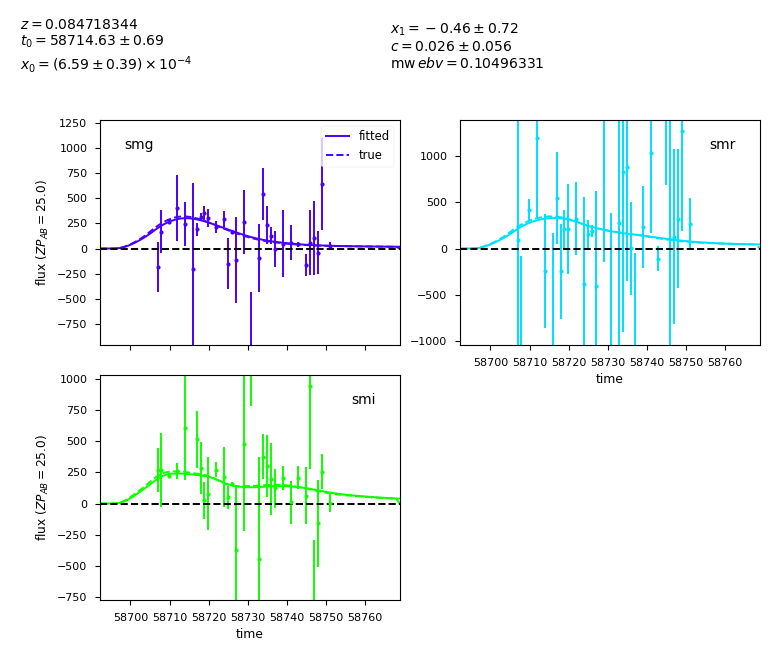 z = 0.084718344
t₀ = 58714.63 ± 0.69
x₀ = (6.59 ± 0.39) × 10⁻⁴
x₁ = −0.46 ± 0.72
c = 0.026 ± 0.056
mw ebv = 0.10496331
smg
fitted
true
1250
1000
750
500
250
0
−250
−500
−750
flux (ZP_AB = 25.0)
smr
1000
500
0
−500
−1000
58700 58710 58720 58730 58740 58750 58760
time
smi
1000
750
500
250
0
−250
−500
−750
flux (ZP_AB = 25.0)
58700 58710 58720 58730 58740 58750 58760
time